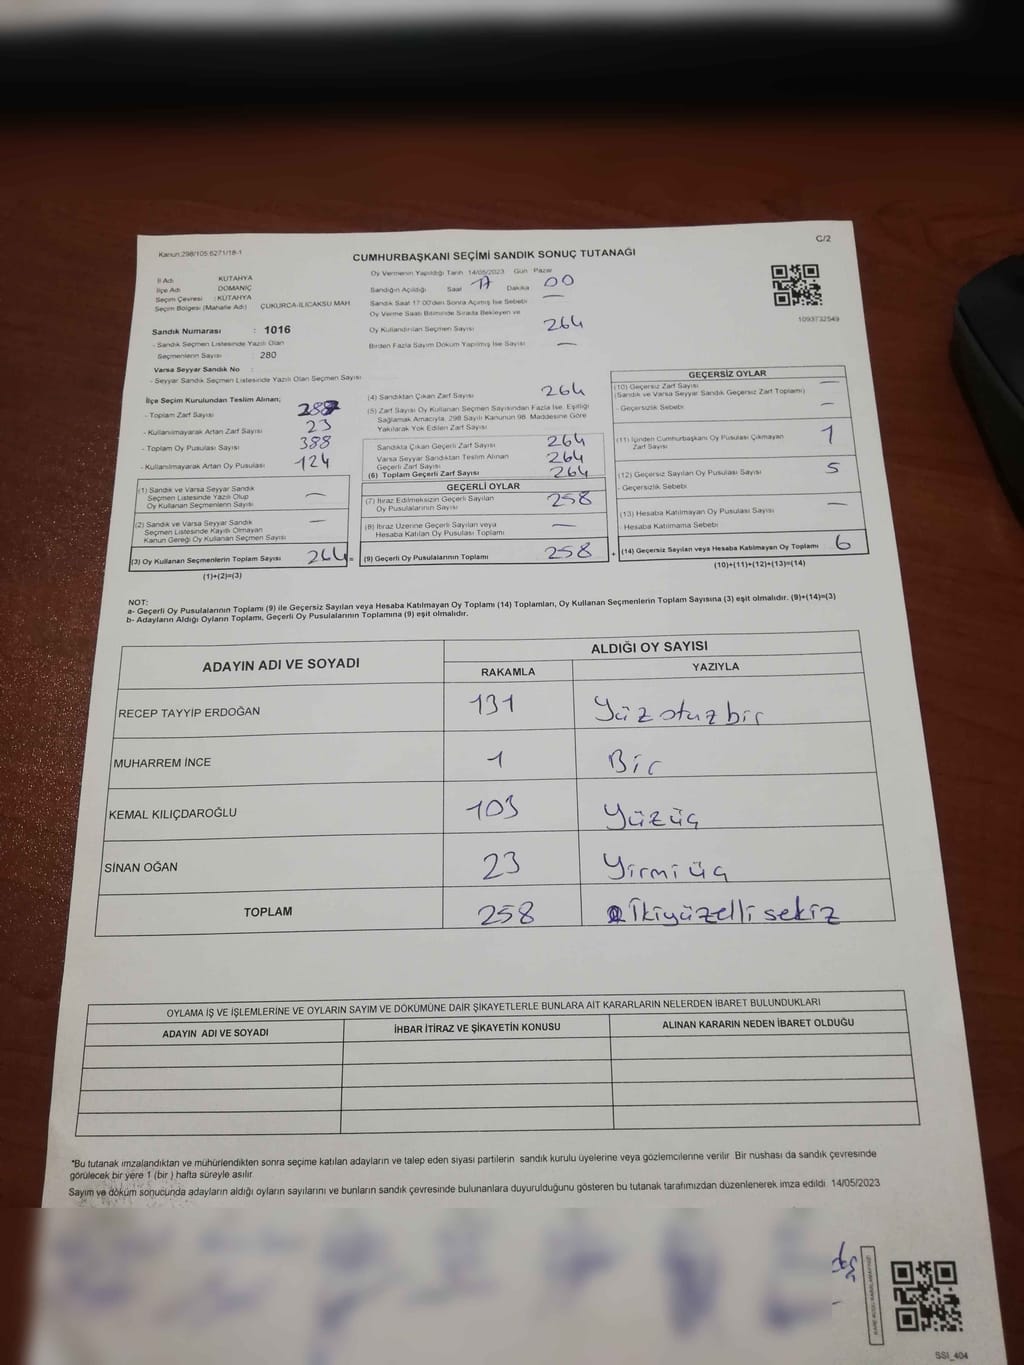 Kanun:298/105:6271/18-1
C/2
CUMHURBAŞKANI SEÇİMİ SANDIK SONUÇ TUTANAĞI
İl Adı : KÜTAHYA
İlçe Adı : DOMANİÇ
Seçim Çevresi : KÜTAHYA
Seçim Bölgesi (Mahalle Adı) ÇUKURCA-ILICAKSU MAH
Sandık Numarası : 1016
- Sandık Seçmen Listesinde Yazılı Olan
Seçmenlerin Sayısı : 280
Varsa Seyyar Sandık No :
- Seyyar Sandık Seçmen Listesinde Yazılı Olan Seçmen Sayısı
Oy Vermenin Yapıldığı Tarih 14/05/2023 Gün Pazar
Sandığın Açıldığı Saat 17 Dakika 00
Sandık Saat 17:00'den Sonra Açımış İse Sebebi —
Oy Verme Saati Bitiminde Sırada Bekleyen ve
Oy Kullandırılan Seçmen Sayısı 264
Birden Fazla Sayım Döküm Yapılmış İse Sayısı —
1093732549
İlçe Seçim Kurulundan Teslim Alınan;
- Toplam Zarf Sayısı
- Kullanılmayarak Artan Zarf Sayısı 23
- Toplam Oy Pusulası Sayısı 388
- Kullanılmayarak Artan Oy Pusulası 124
(1) Sandık ve Varsa Seyyar Sandık
Seçmen Listesinde Yazılı Olup
Oy Kullanan Seçmenlerin Sayısı —
(2) Sandık ve Varsa Seyyar Sandık
Seçmen Listesinde Kayıtlı Olmayan
Kanun Gereği Oy Kullanan Seçmen Sayısı —
(3) Oy Kullanan Seçmenlerin Toplam Sayısı 264 =
(1)+(2)=(3)
(4) Sandıktan Çıkan Zarf Sayısı 264
(5) Zarf Sayısı Oy Kullanan Seçmen Sayısından Fazla İse, Eşitliği
Sağlamak Amacıyla, 298 Sayılı Kanunun 98. Maddesine Göre
Yakılarak Yok Edilen Zarf Sayısı
Sandıkta Çıkan Geçerli Zarf Sayısı 264
Varsa Seyyar Sandıktan Teslim Alınan
Geçerli Zarf Sayısı 264
(6) Toplam Geçerli Zarf Sayısı 264
GEÇERLİ OYLAR
(7) İtiraz Edilmeksizin Geçerli Sayılan
Oy Pusulalarının Sayısı 258
(8) İtiraz Üzerine Geçerli Sayılan veya
Hesaba Katılan Oy Pusulası Toplamı —
(9) Geçerli Oy Pusulalarının Toplamı 258 +
GEÇERSİZ OYLAR
(10) Geçersiz Zarf Sayısı —
(Sandık ve Varsa Seyyar Sandık Geçersiz Zarf Toplamı)
- Geçersizlik Sebebi —
(11) İçinden Cumhurbaşkanı Oy Pusulası Çıkmayan
Zarf Sayısı 1
(12) Geçersiz Sayılan Oy Pusulası Sayısı 5
- Geçersizlik Sebebi
(13) Hesaba Katılmayan Oy Pusulası Sayısı —
Hesaba Katılmama Sebebi —
(14) Geçersiz Sayılan veya Hesaba Katılmayan Oy Toplamı 6
(10)+(11)+(12)+(13)=(14)
NOT:
a- Geçerli Oy Pusulalarının Toplamı (9) ile Geçersiz Sayılan veya Hesaba Katılmayan Oy Toplamı (14) Toplamları, Oy Kullanan Seçmenlerin Toplam Sayısına (3) eşit olmalıdır. (9)+(14)=(3)
b- Adayların Aldığı Oyların Toplamı, Geçerli Oy Pusulalarının Toplamına (9) eşit olmalıdır.
ADAYIN ADI VE SOYADI
ALDIĞI OY SAYISI
RAKAMLA YAZIYLA
RECEP TAYYİP ERDOĞAN 131 Yüz otuz bir
MUHARREM İNCE 1 Bir
KEMAL KILIÇDAROĞLU 103 Yüzüç
SİNAN OĞAN 23 Yirmi üç
TOPLAM 258 İkiyüzelli sekiz
OYLAMA İŞ VE İŞLEMLERİNE VE OYLARIN SAYIM VE DÖKÜMÜNE DAİR ŞİKAYETLERLE BUNLARA AİT KARARLARIN NELERDEN İBARET BULUNDUKLARI
ADAYIN ADI VE SOYADI İHBAR İTİRAZ VE ŞİKAYETİN KONUSU ALINAN KARARIN NEDEN İBARET OLDUĞU
*Bu tutanak imzalandıktan ve mühürlendikten sonra seçime katılan adayların ve talep eden siyasi partilerin sandık kurulu üyelerine veya gözlemcilerine verilir. Bir nüshası da sandık çevresinde
görülecek bir yere 1 (bir ) hafta süreyle asılır.
Sayım ve döküm sonucunda adayların aldığı oyların sayılarını ve bunların sandık çevresinde bulunanlara duyurulduğunu gösteren bu tutanak tarafımızdan düzenlenerek imza edildi. 14/05/2023
SSI_404